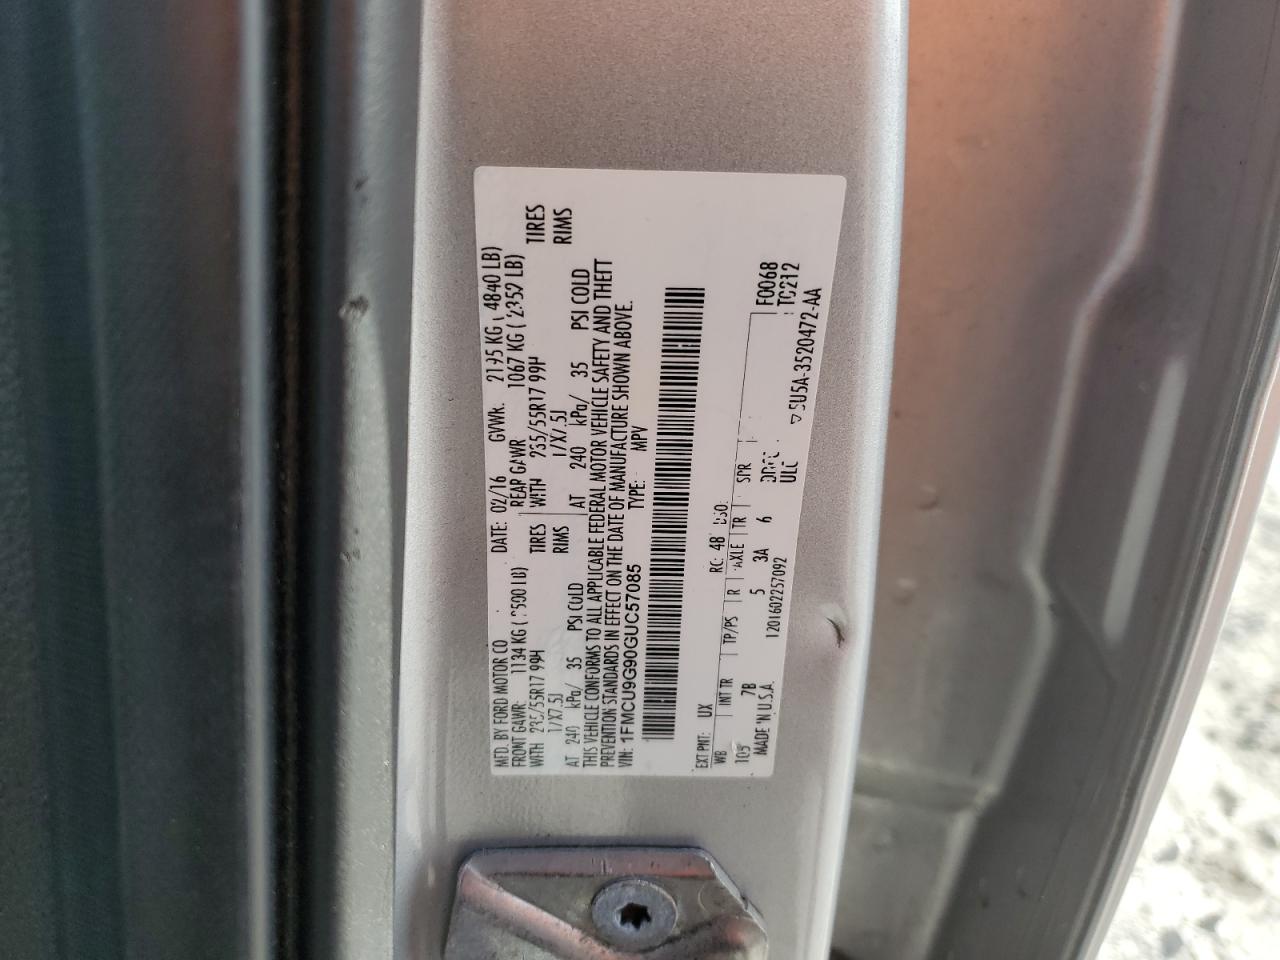 MFD. BY FORD MOTOR CO. DATE: 02/16 GVWR: 2195 KG ( 4840 LB)
FRONT GAWR: 1134 KG ( 2500 LB) REAR GAWR 1067 KG ( 2352 LB)
WITH 235/55R17 99H TIRES WITH 235/55R17 99H TIRES
17X7.5J RIMS 17X7.5J RIMS
AT 240 kPa/ 35 PSI COLD AT 240 kPa/ 35 PSI COLD
THIS VEHICLE CONFORMS TO ALL APPLICABLE FEDERAL MOTOR VEHICLE SAFETY AND THEFT
PREVENTION STANDARDS IN EFFECT ON THE DATE OF MANUFACTURE SHOWN ABOVE.
VIN: 1FMCU9G90GUC57085 TYPE: MPV
EXT PNT: UX RC: 48 DSO: F0068
WB INT TR TP/PS R AXLE TR SPR TC212
105 7B 5 3A 6
MADE IN U.S.A. 1201602257092 ULC ▽5U5A-3520472-AA